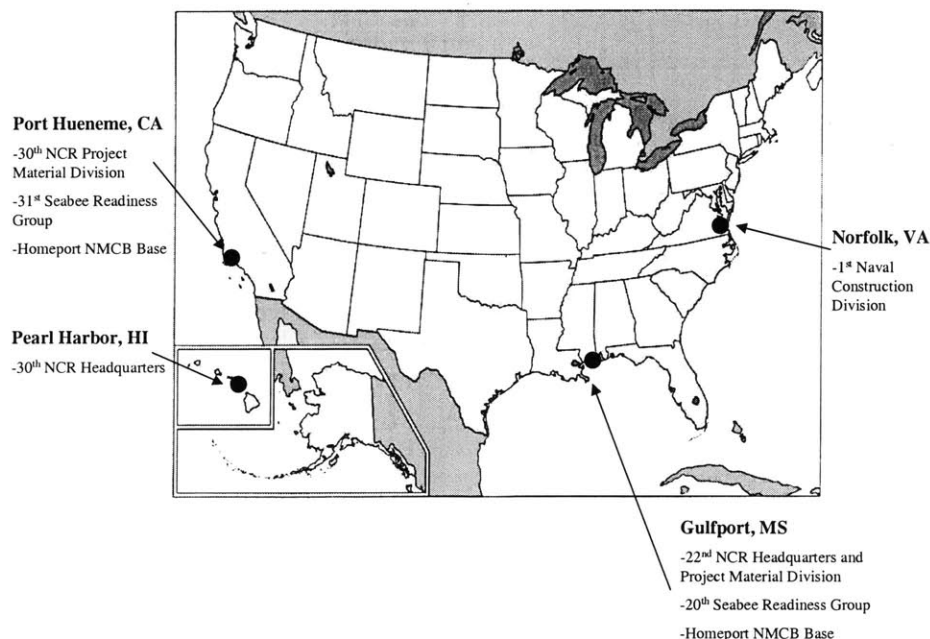 Port Hueneme, CA
-30th NCR Project
Material Division
-31st Seabee Readiness
Group
-Homeport NMCB Base
Pearl Harbor, HI
-30th NCR Headquarters
Norfolk, VA
-1st Naval
Construction
Division
Gulfport, MS
-22nd NCR Headquarters and
Project Material Division
-20th Seabee Readiness Group
-Homeport NMCB Base